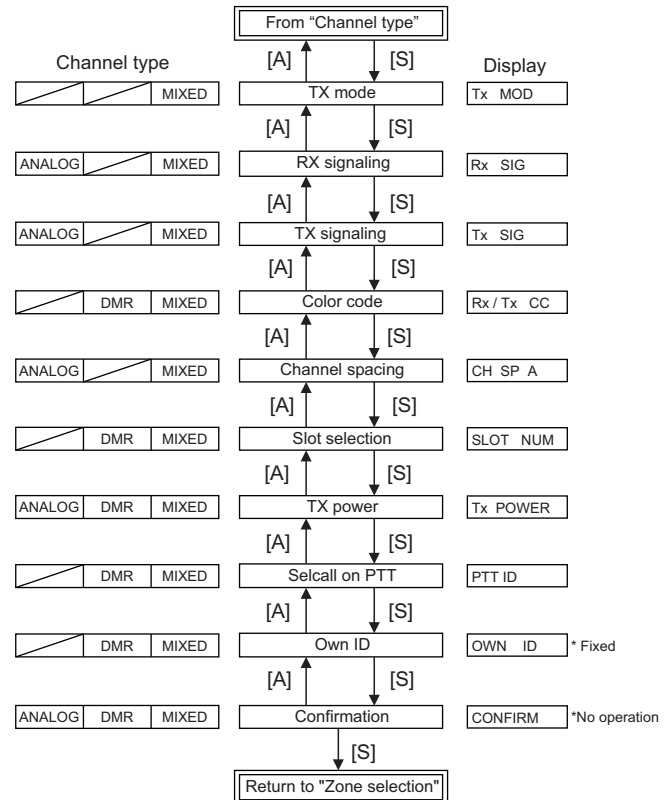 From "Channel type"
[A] [S]
Channel type Display
MIXED TX mode Tx MOD
[A] [S]
ANALOG MIXED RX signaling Rx SIG
[A] [S]
ANALOG MIXED TX signaling Tx SIG
[A] [S]
DMR MIXED Color code Rx / Tx CC
[A] [S]
ANALOG MIXED Channel spacing CH SP A
[A] [S]
DMR MIXED Slot selection SLOT NUM
[A] [S]
ANALOG DMR MIXED TX power Tx POWER
[A] [S]
DMR MIXED Selcall on PTT PTT ID
[A] [S]
DMR MIXED Own ID OWN ID * Fixed
[A] [S]
ANALOG DMR MIXED Confirmation CONFIRM *No operation
[S]
Return to "Zone selection"